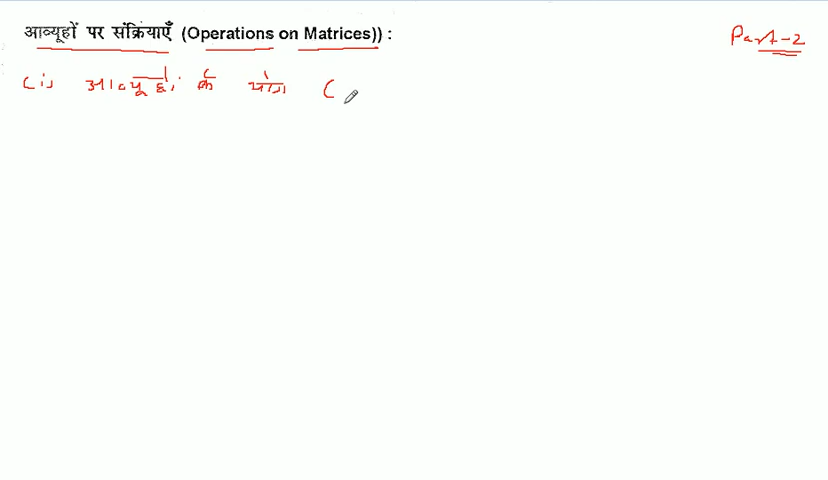 आव्यूहों पर संक्रियाएँ (Operations on Matrices)) :
Part-2
(i) आव्यूहों के योग (